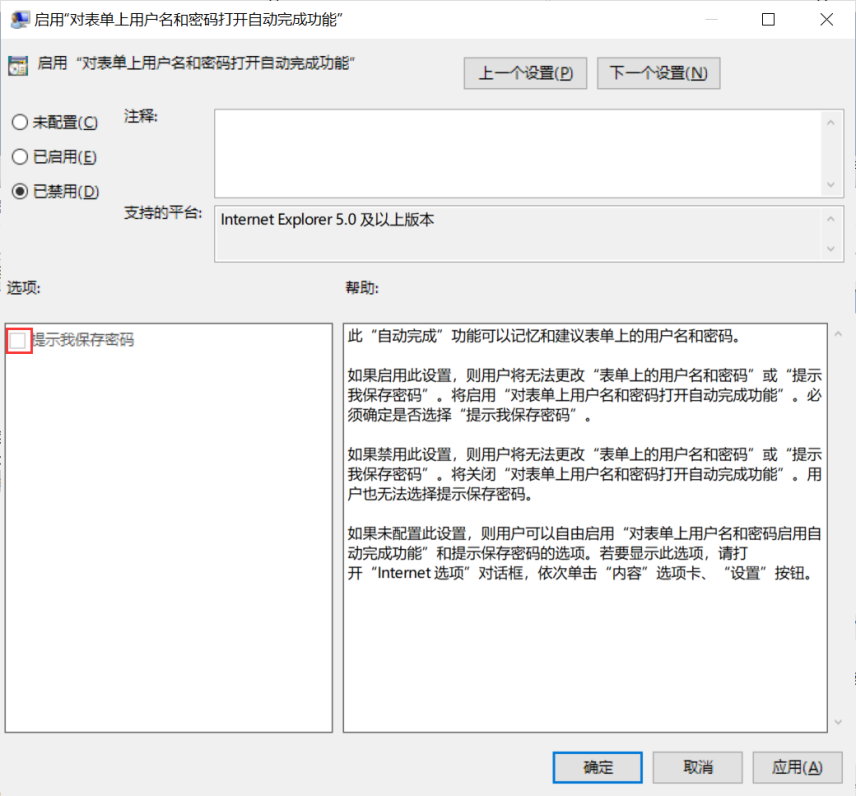 启用“对表单上用户名和密码打开自动完成功能”
启用“对表单上用户名和密码打开自动完成功能”
上一个设置(P)
下一个设置(N)
未配置(C)
注释:
已启用(E)
已禁用(D)
支持的平台:
Internet Explorer 5.0 及以上版本
选项:
帮助:
提示我保存密码
此“自动完成”功能可以记忆和建议表单上的用户名和密码。
如果启用此设置，则用户将无法更改“表单上的用户名和密码”或“提示
我保存密码”。将启用“对表单上用户名和密码打开自动完成功能”。必
须确定是否选择“提示我保存密码”。
如果禁用此设置，则用户将无法更改“表单上的用户名和密码”或“提示
我保存密码”。将关闭“对表单上用户名和密码打开自动完成功能”。用
户也无法选择提示保存密码。
如果未配置此设置，则用户可以自由启用“对表单上用户名和密码启用自
动完成功能”和提示保存密码的选项。若要显示此选项，请打
开“Internet 选项”对话框，依次单击“内容”选项卡、“设置”按钮。
确定
取消
应用(A)